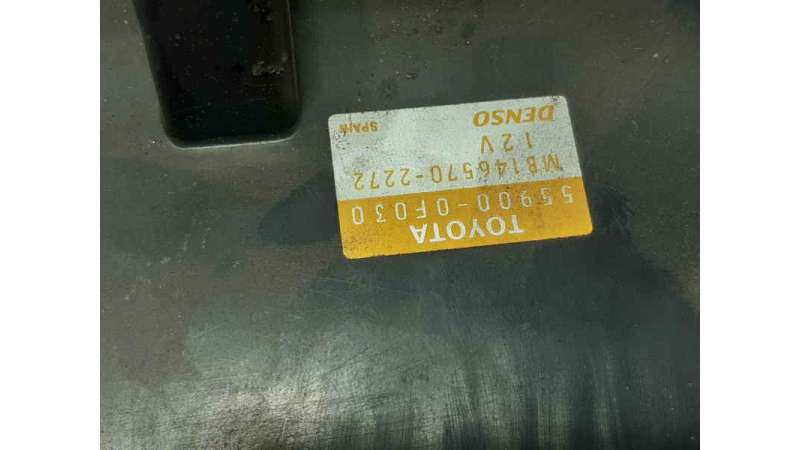 TOYOTA
55900-0F030
MB146570-2272
12V
DENSO
SPAIN